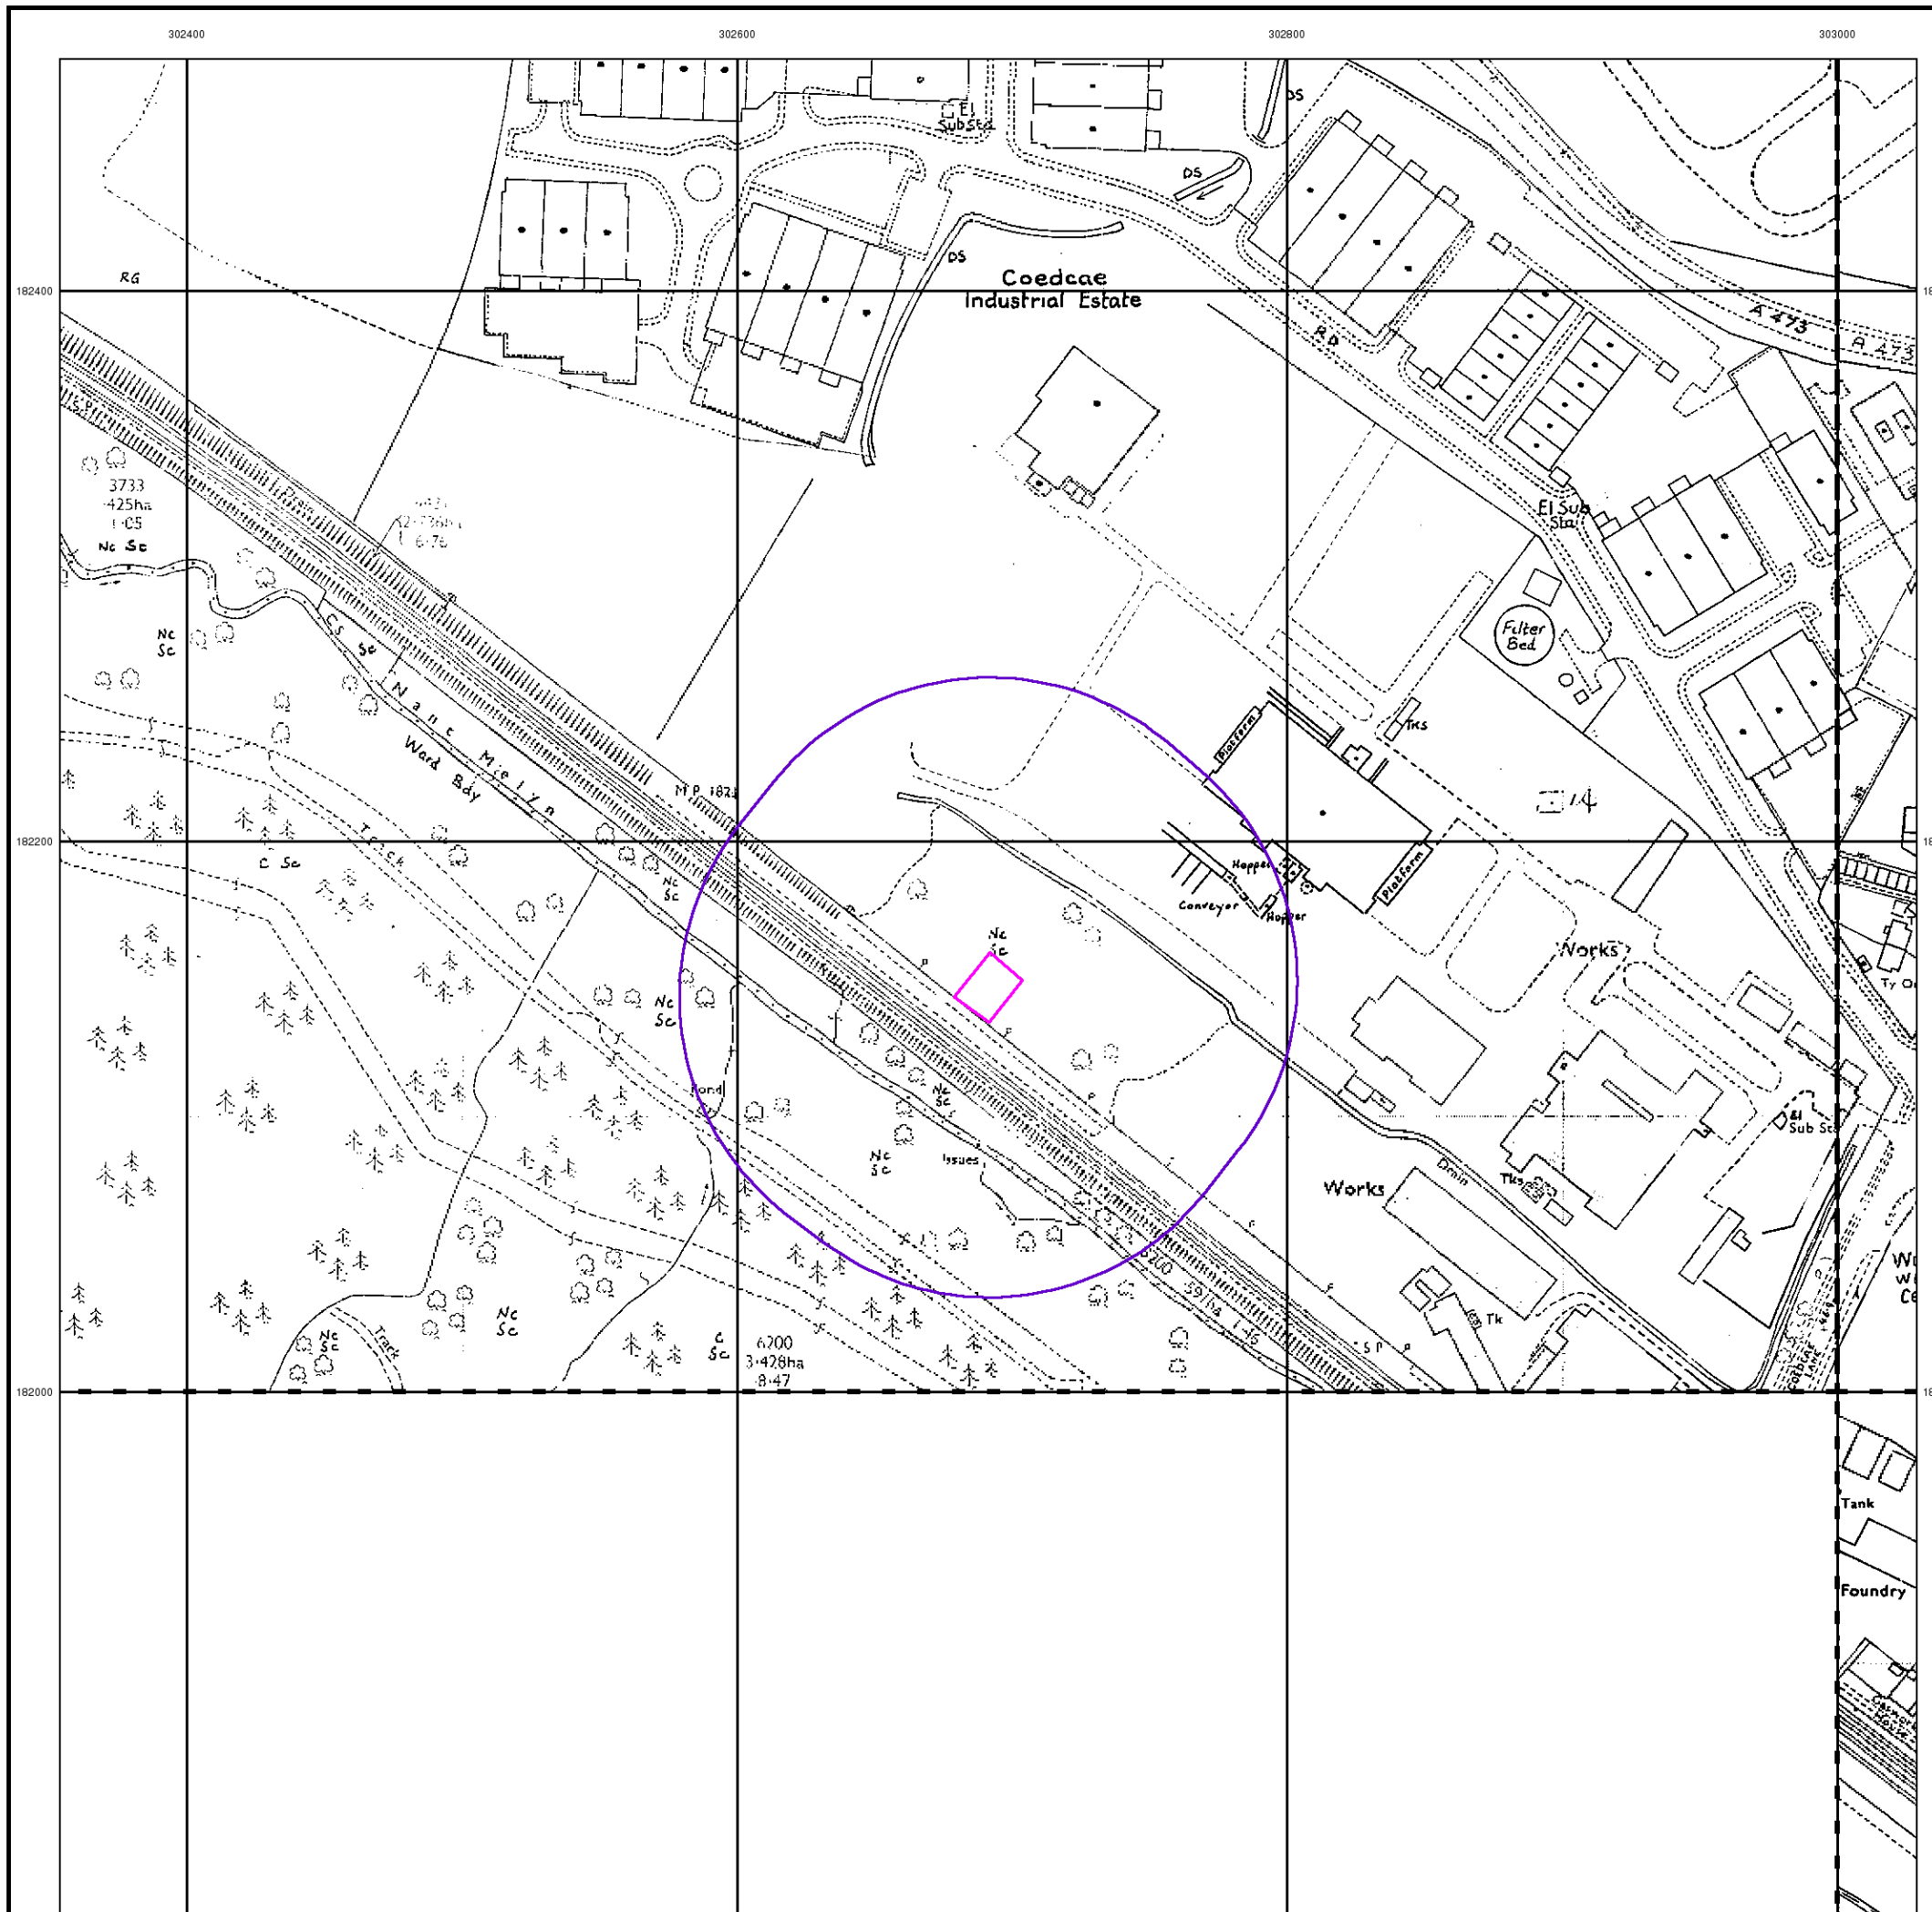 302400
302600
302800
303000
El
Sub Sta
DS
DS
DS
RG
182400
Coedcae
Industrial Estate
Rd
A 473
A 473
3733
·425ha
1·05
Nc Sc
Drain
El Sub
Sta
Nc
Sc
CS
Sc
Filter
Bed
Nant Melyn
Ward Bdy
Tks
Platform
Track
182200
C Sc
Nc
Sc
Hopper
Platform
Conveyor
Hopper
Nc
Sc
Works
Nc
Sc
Pond
Nc
Sc
El
Sub Sta
Nc
Sc
Issues
Works
Drain
Tks
Nc
Sc
Track
Nc
Sc
C
Sc
6200
3·428ha
8·47
Tk
S P
182000
Tank
Foundry